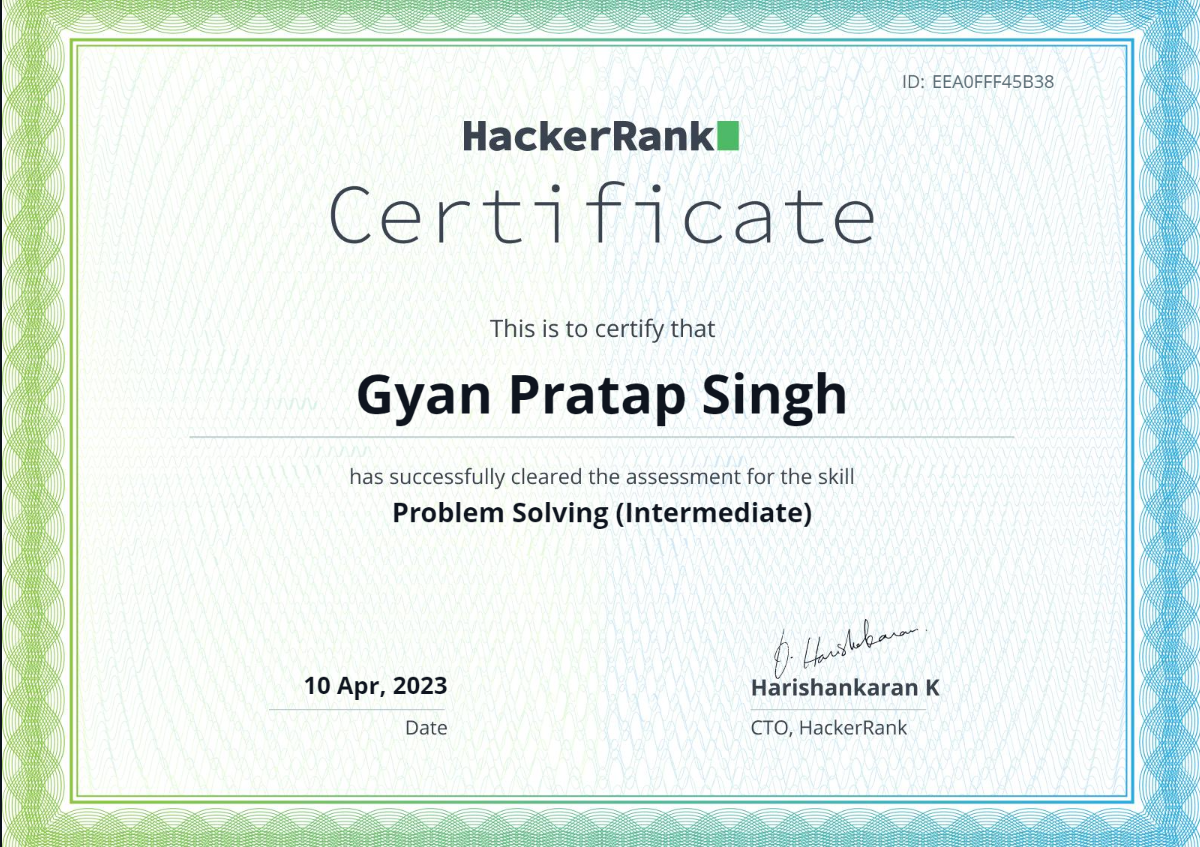 ID: EEA0FFF45B38
HackerRank
Certificate
This is to certify that
Gyan Pratap Singh
has successfully cleared the assessment for the skill
Problem Solving (Intermediate)
10 Apr, 2023
Date
Harishankaran K
CTO, HackerRank